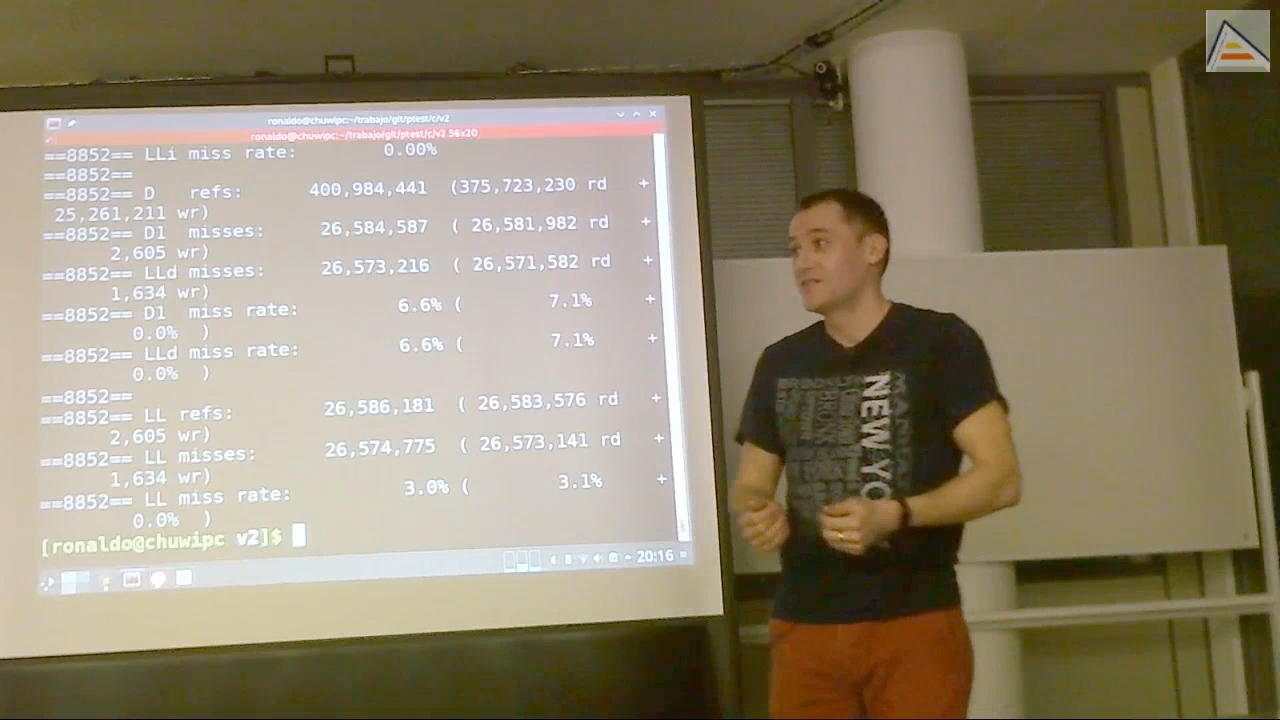 ronaldo@chuwipc:~/trabajo/git/ptest/c/v2
ronaldo@chuwipc:~/trabajo/git/ptest/c/v2 56x20
==8852== LLi miss rate: 0.00%
==8852==
==8852== D refs: 400,984,441 (375,723,230 rd +
25,261,211 wr)
==8852== D1 misses: 26,584,587 ( 26,581,982 rd +
2,605 wr)
==8852== LLd misses: 26,573,216 ( 26,571,582 rd +
1,634 wr)
==8852== D1 miss rate: 6.6% ( 7.1% +
0.0% )
==8852== LLd miss rate: 6.6% ( 7.1% +
0.0% )
==8852==
==8852== LL refs: 26,586,181 ( 26,583,576 rd +
2,605 wr)
==8852== LL misses: 26,574,775 ( 26,573,141 rd +
1,634 wr)
==8852== LL miss rate: 3.0% ( 3.1% +
0.0% )
[ronaldo@chuwipc v2]$
20:16
NEW YO